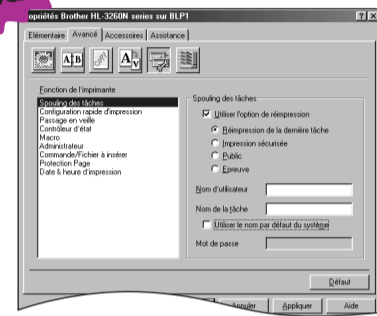 opriétés Brother HL-3260N series sur BLP1
Elémentaire Avancé Accessoires Assistance
Fonction de l'imprimante
Spouling des tâches
Configuration rapide d'impression
Passage en veille
Contrôleur d'état
Macro
Administrateur
Commande/Fichier à insérer
Protection Page
Date & heure d'impression
Spouling des tâches
Utiliser l'option de réimpression
Réimpression de la dernière tâche
Impression sécurisée
Public
Epreuve
Nom d'utilisateur
Nom de la tâche
Utiliser le nom par défaut du système
Mot de passe
Défaut
Annuler Appliquer Aide